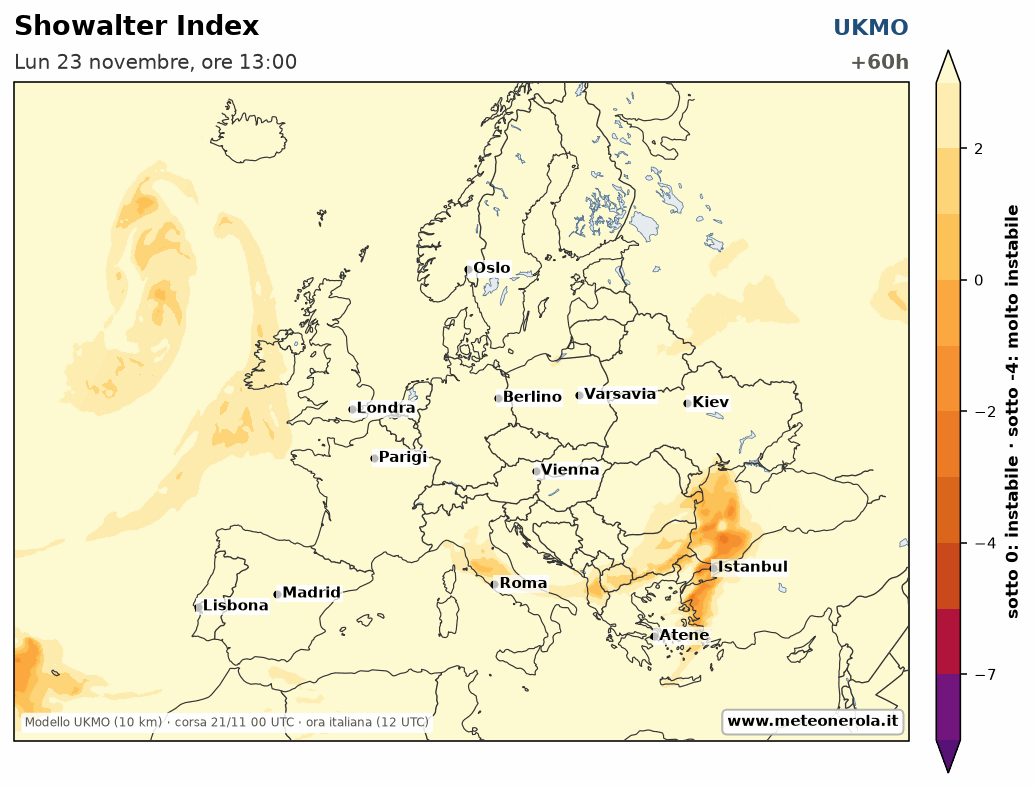 Showalter Index
UKMO
Lun 23 novembre, ore 13:00
+60h
Oslo
Londra
Berlino
Varsavia
Kiev
Parigi
Vienna
Istanbul
Roma
Madrid
Lisbona
Atene
2
0
−2
−4
−7
sotto 0: instabile · sotto -4: molto instabile
Modello UKMO (10 km) · corsa 21/11 00 UTC · ora italiana (12 UTC)
www.meteonerola.it